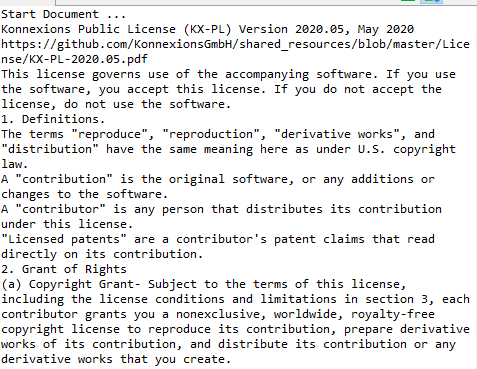 Start Document ...
Konnexions Public License (KX-PL) Version 2020.05, May 2020
https://github.com/KonnexionsGmbH/shared_resources/blob/master/Lice
nse/KX-PL-2020.05.pdf
This license governs use of the accompanying software. If you use
the software, you accept this license. If you do not accept the
license, do not use the software.
1. Definitions.
The terms "reproduce", "reproduction", "derivative works", and
"distribution" have the same meaning here as under U.S. copyright
law.
A "contribution" is the original software, or any additions or
changes to the software.
A "contributor" is any person that distributes its contribution
under this license.
"Licensed patents" are a contributor's patent claims that read
directly on its contribution.
2. Grant of Rights
(a) Copyright Grant- Subject to the terms of this license,
including the license conditions and limitations in section 3, each
contributor grants you a nonexclusive, worldwide, royalty-free
copyright license to reproduce its contribution, prepare derivative
works of its contribution, and distribute its contribution or any
derivative works that you create.